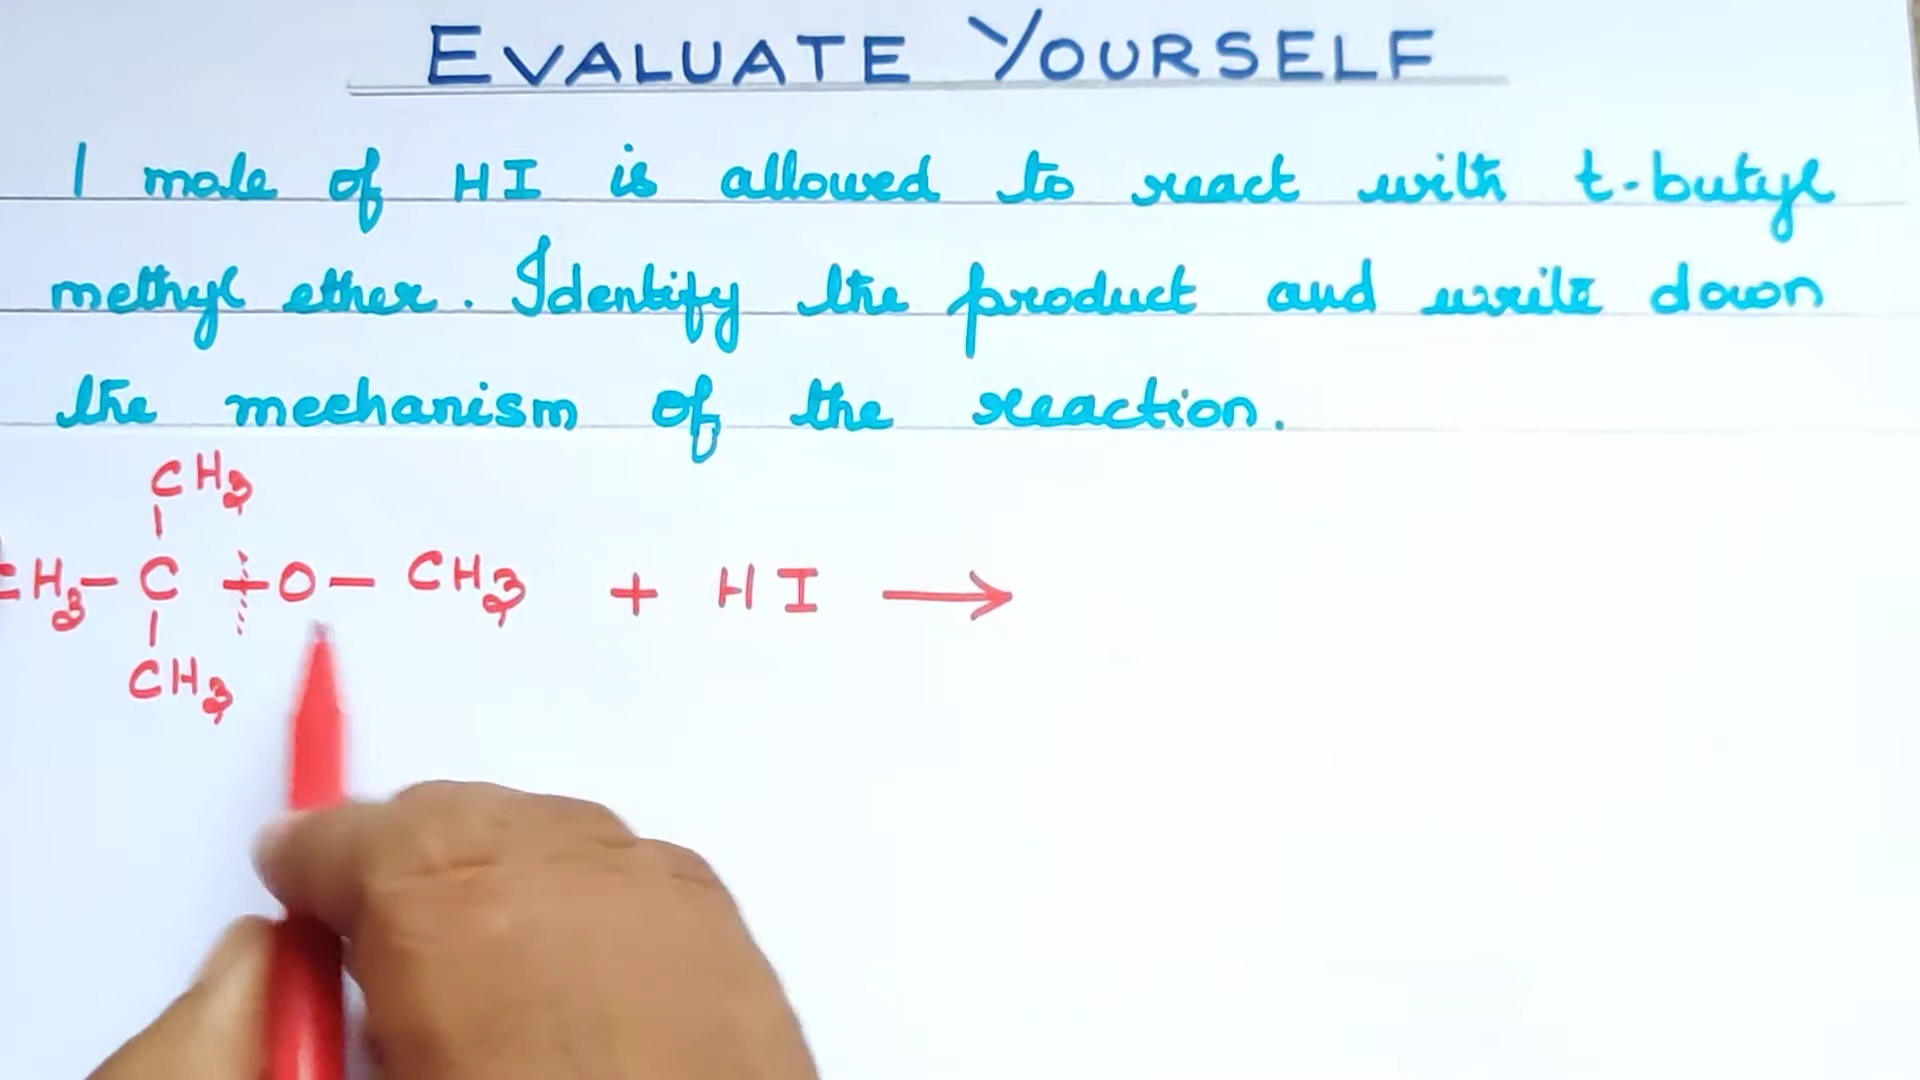 EVALUATE YOURSELF
1 mole of HI is allowed to react with t-butyl
methyl ether. Identify the product and write down
the mechanism of the reaction.
CH3
CH3 - C - O - CH3 + HI →
CH3